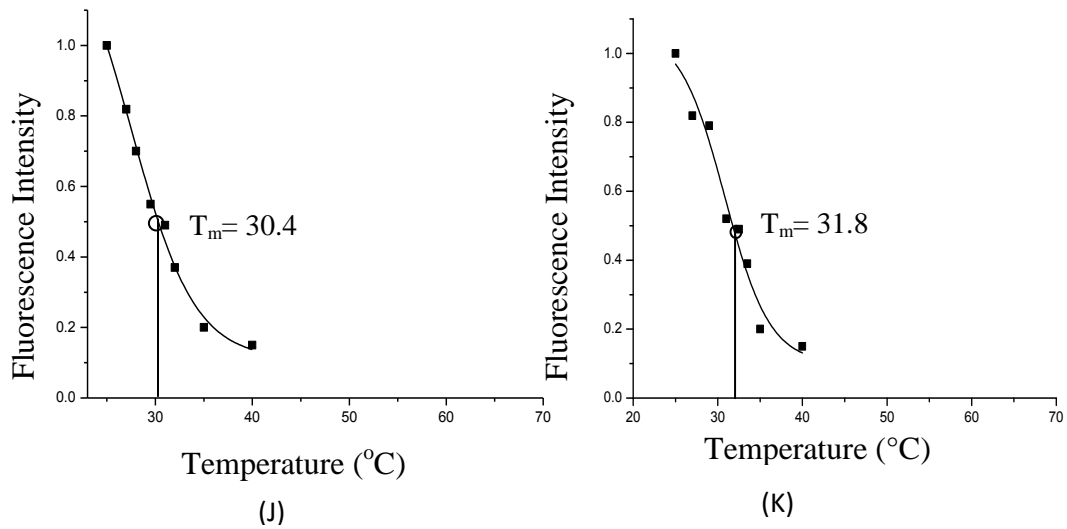 1.0
0.8
0.6
0.4
0.2
0.0
Fluorescence Intensity
Tm= 30.4
30 40 50 60 70
Temperature (oC)
(J)
1.0
0.8
0.6
0.4
0.2
0.0
Fluorescence Intensity
Tm= 31.8
20 30 40 50 60 70
Temperature (°C)
(K)